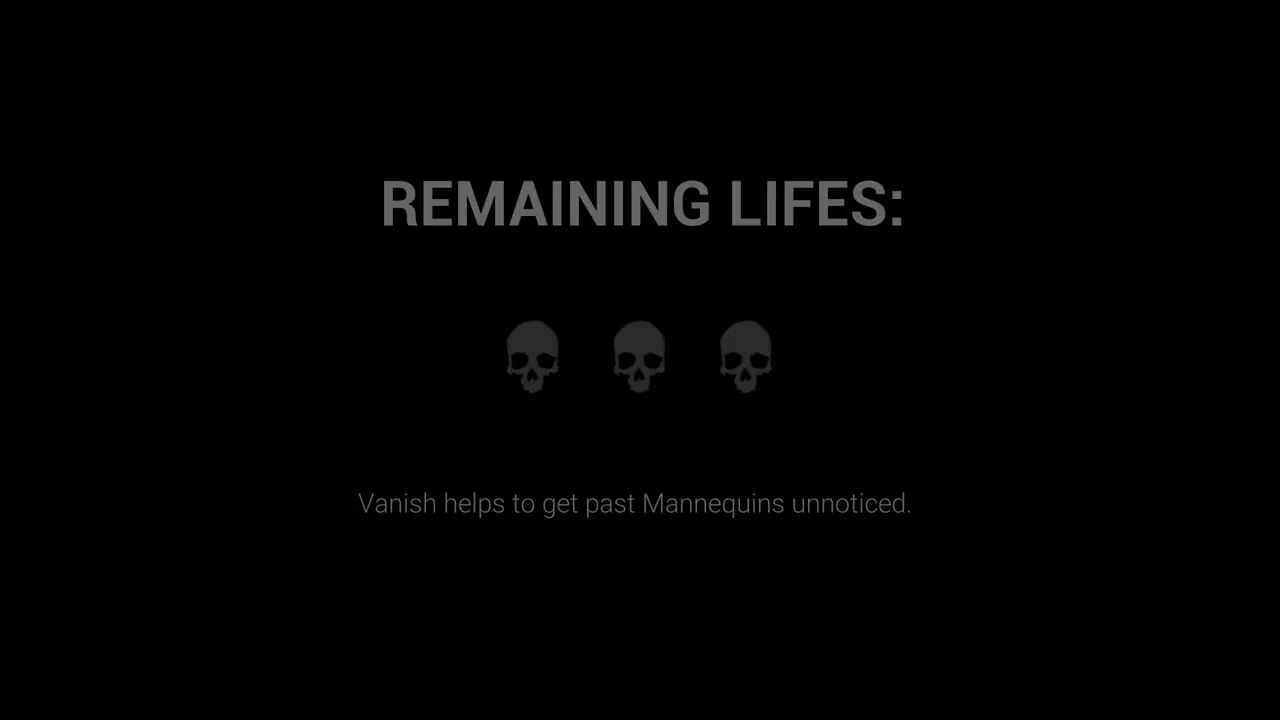 REMAINING LIFES:
Vanish helps to get past Mannequins unnoticed.